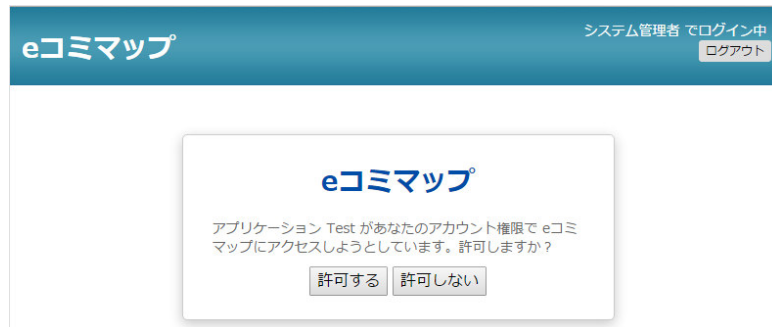 eコミマップ
システム管理者 でログイン中
ログアウト
eコミマップ
アプリケーション Test があなたのアカウント権限で eコミ
マップにアクセスしようとしています。許可しますか？
許可する 許可しない